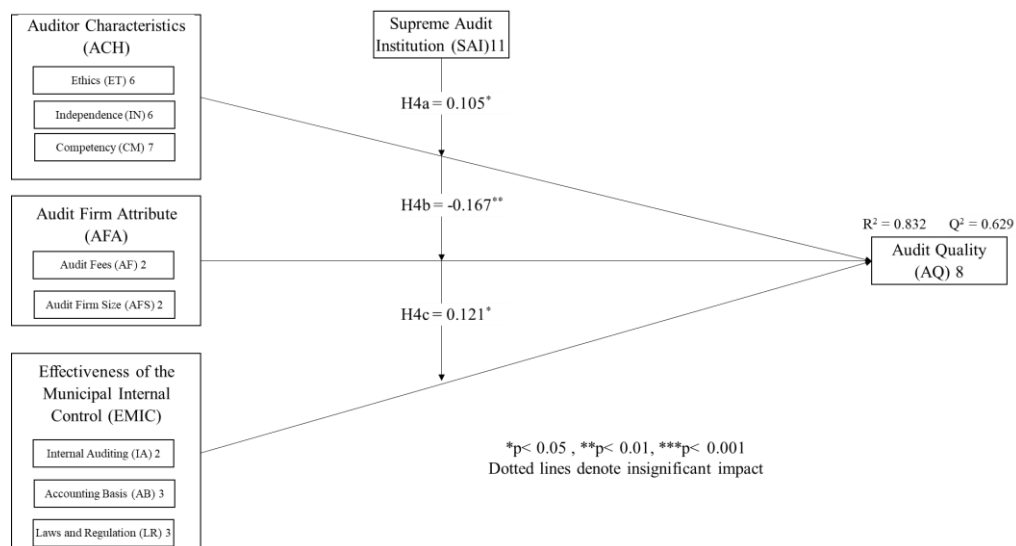 Auditor Characteristics
(ACH)
Ethics (ET) 6
Independence (IN) 6
Competency (CM) 7
Supreme Audit
Institution (SAI)11
H4a = 0.105*
H4b = -0.167**
H4c = 0.121*
Audit Firm Attribute
(AFA)
Audit Fees (AF) 2
Audit Firm Size (AFS) 2
R² = 0.832 Q² = 0.629
Audit Quality
(AQ) 8
Effectiveness of the
Municipal Internal
Control (EMIC)
Internal Auditing (IA) 2
Accounting Basis (AB) 3
Laws and Regulation (LR) 3
*p< 0.05 , **p< 0.01, ***p< 0.001
Dotted lines denote insignificant impact